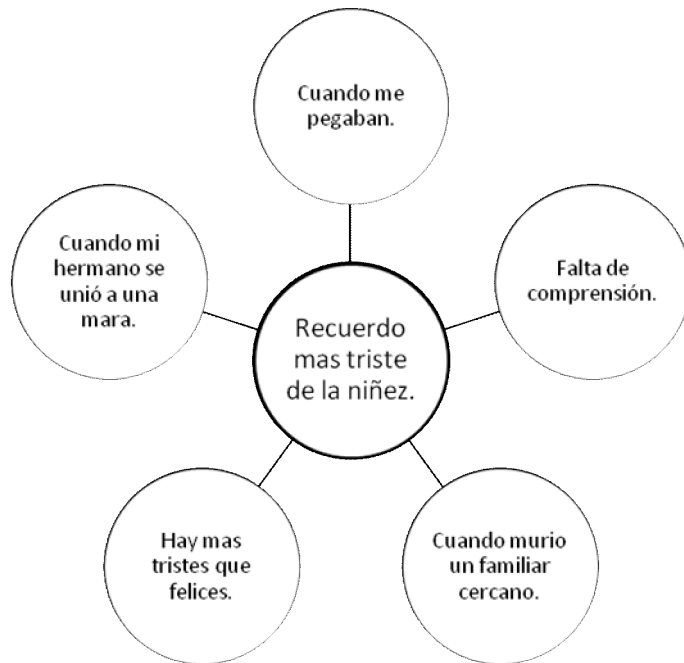 Cuando me
pegaban.
Cuando mi
hermano se
unió a una
mara.
Falta de
comprensión.
Recuerdo
mas triste
de la niñez.
Hay mas
tristes que
felices.
Cuando murio
un familiar
cercano.